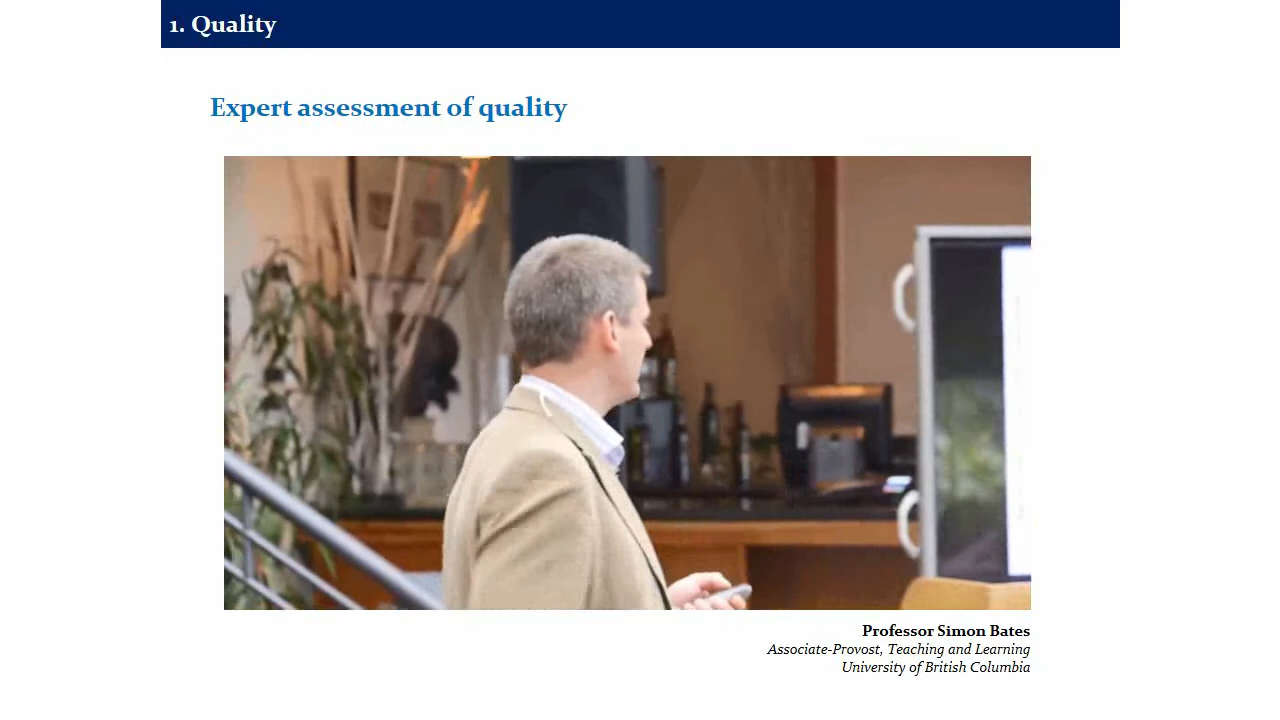 1. Quality
Expert assessment of quality
Professor Simon Bates
Associate-Provost, Teaching and Learning
University of British Columbia